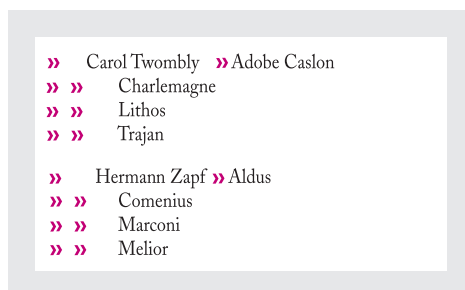 » Carol Twombly » Adobe Caslon
» » Charlemagne
» » Lithos
» » Trajan
» Hermann Zapf » Aldus
» » Comenius
» » Marconi
» » Melior